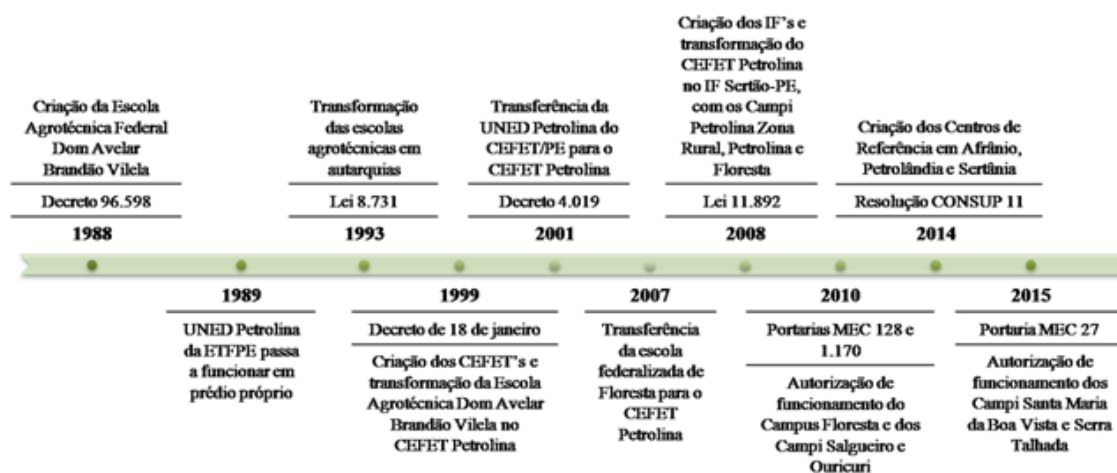 Criação da Escola
Agrotécnica Federal
Dom Avelar
Brandão Vilela
Decreto 96.598
1988
Transformação
das escolas
agrotécnicas em
autarquias
Lei 8.731
1993
Transferência da
UNED Petrolina do
CEFET/PE para o
CEFET Petrolina
Decreto 4.019
2001
Criação dos IF's e
transformação do
CEFET Petrolina
no IF Sertão-PE,
com os Campi
Petrolina Zona
Rural, Petrolina e
Floresta
Lei 11.892
2008
Criação dos Centros de
Referência em Afrânio,
Petrolândia e Sertânia
Resolução CONSUP 11
2014
1989
UNED Petrolina
da ETFPE passa
a funcionar em
prédio próprio
1999
Decreto de 18 de janeiro
Criação dos CEFET's e
transformação da Escola
Agrotécnica Dom Avelar
Brandão Vilela no
CEFET Petrolina
2007
Transferência
da escola
federalizada de
Floresta para o
CEFET
Petrolina
2010
Portarias MEC 128 e
1.170
Autorização de
funcionamento do
Campus Floresta e dos
Campi Salgueiro e
Ouricuri
2015
Portaria MEC 27
Autorização de
funcionamento dos
Campi Santa Maria
da Boa Vista e Serra
Talhada